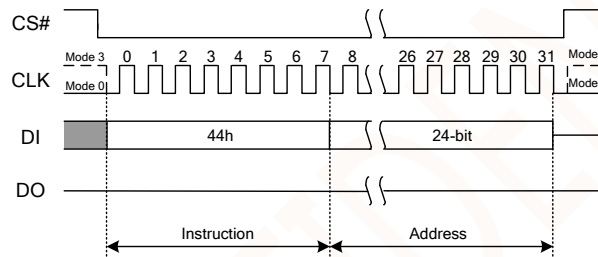 CS#
Mode 3 0 1 2 3 4 5 6 7 8 26 27 28 29 30 31 Mode
CLK
Mode 0 Mode
DI 44h 24-bit
DO
Instruction Address